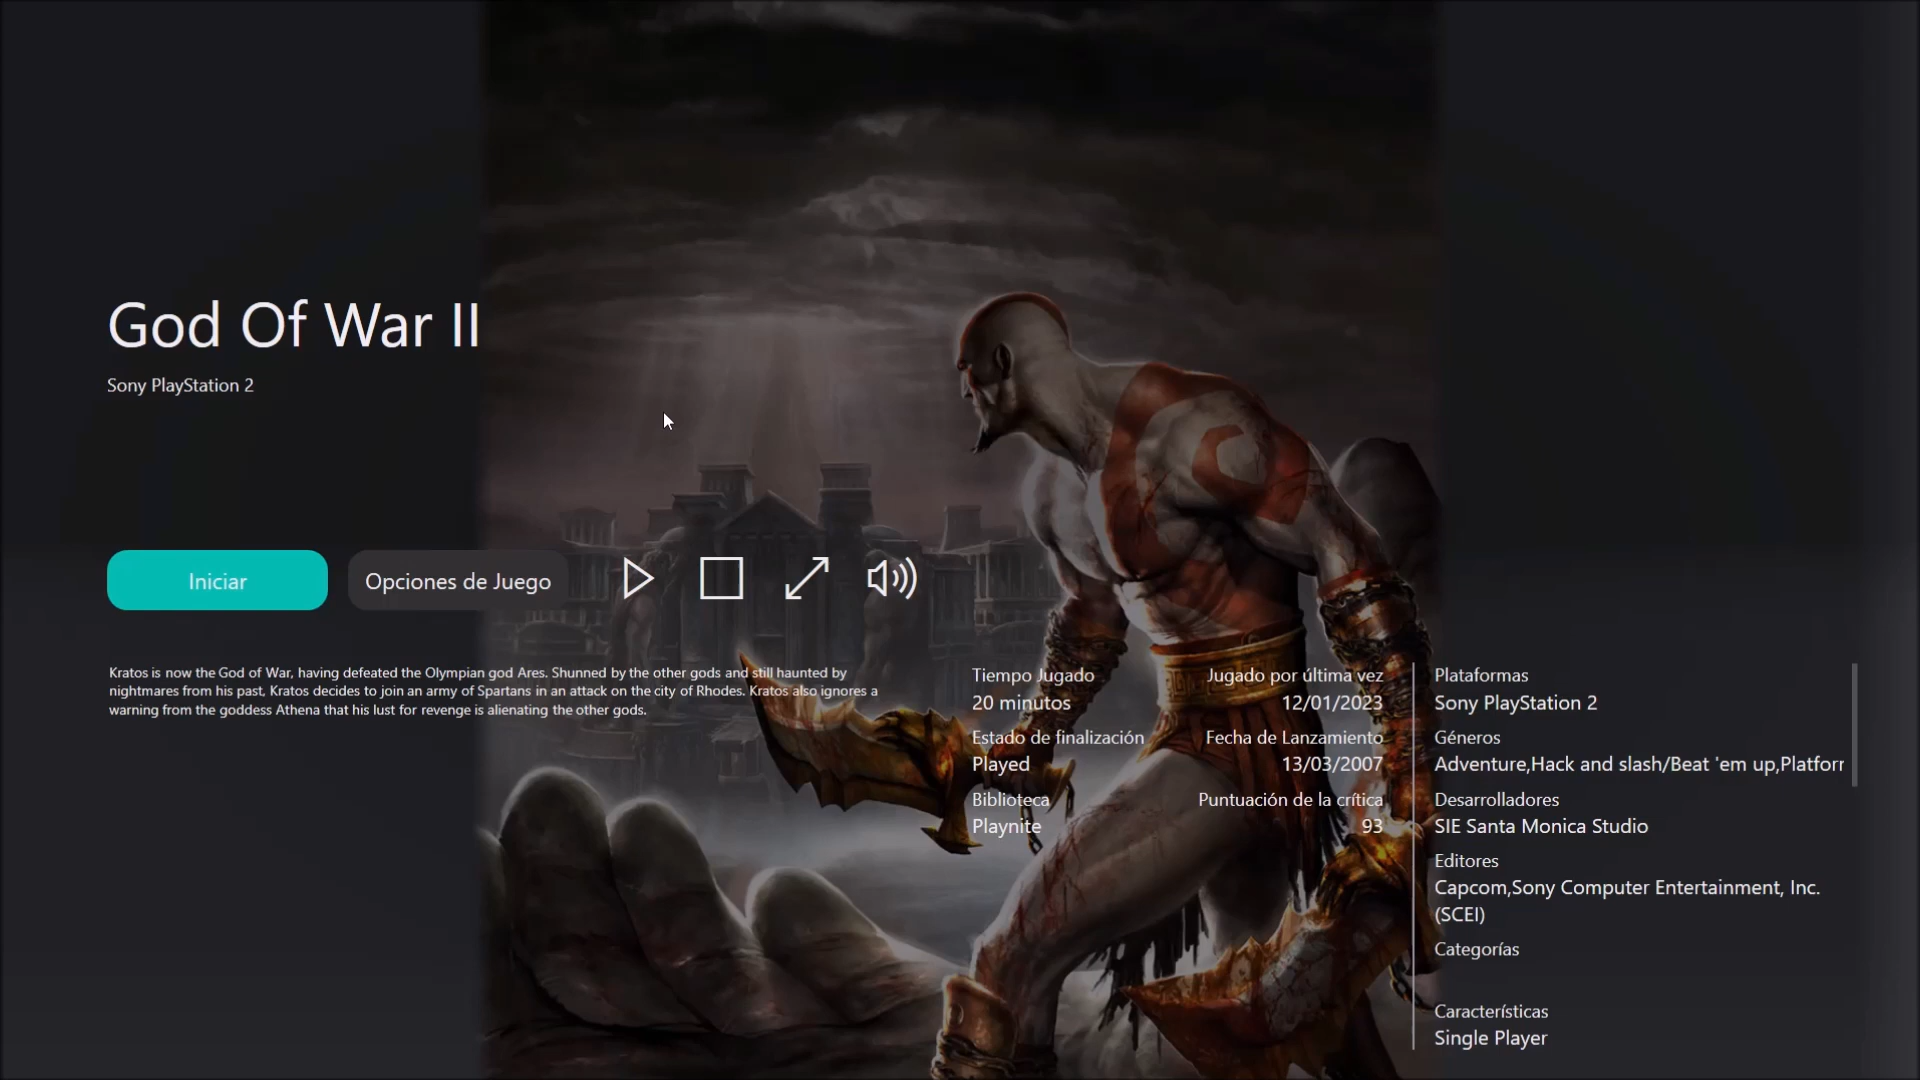 God Of War II
Sony PlayStation 2
Iniciar
Opciones de Juego
Kratos is now the God of War, having defeated the Olympian god Ares. Shunned by the other gods and still haunted by
nightmares from his past, Kratos decides to join an army of Spartans in an attack on the city of Rhodes. Kratos also ignores a
warning from the goddess Athena that his lust for revenge is alienating the other gods.
Tiempo Jugado
20 minutos
Estado de finalización
Played
Biblioteca
Playnite
Jugado por última vez
12/01/2023
Fecha de Lanzamiento
13/03/2007
Puntuación de la crítica
93
Plataformas
Sony PlayStation 2
Géneros
Adventure,Hack and slash/Beat 'em up,Platforr
Desarrolladores
SIE Santa Monica Studio
Editores
Capcom,Sony Computer Entertainment, Inc.
(SCEI)
Categorías
Características
Single Player